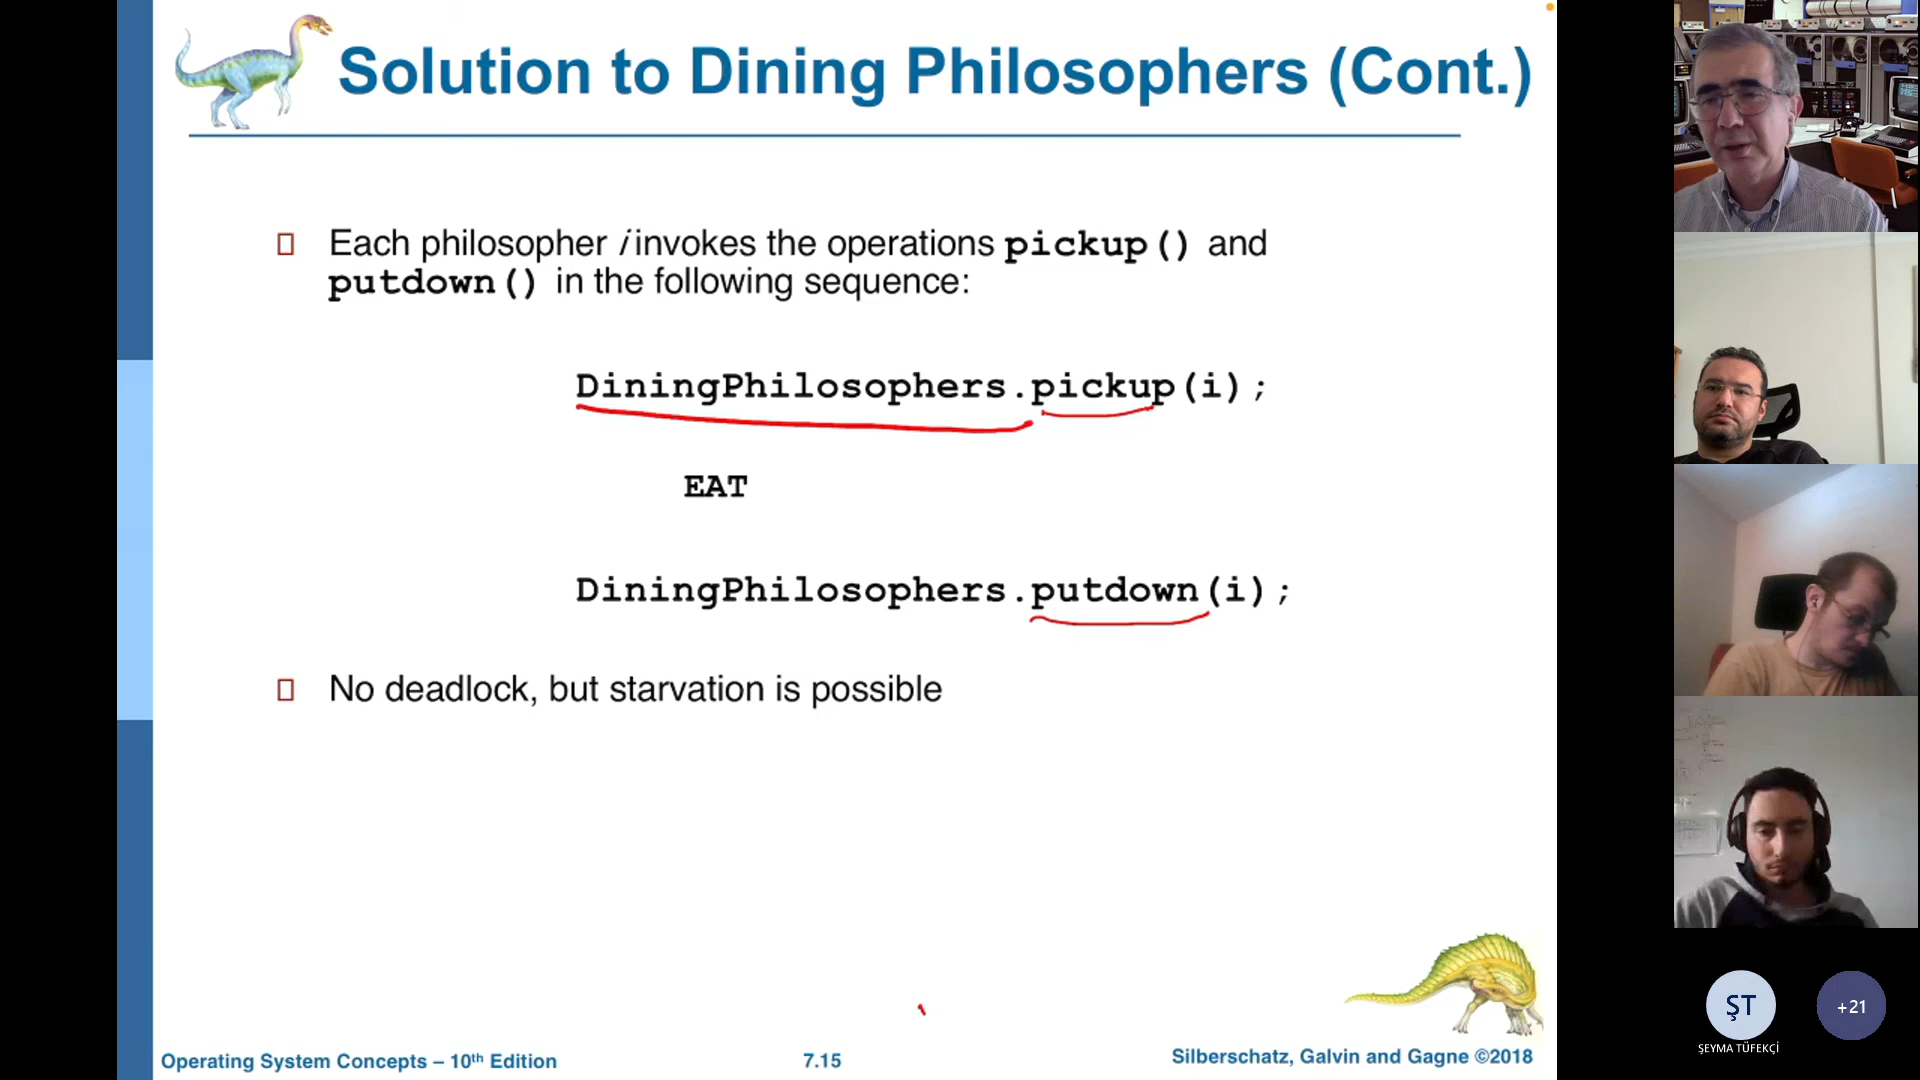 Solution to Dining Philosophers (Cont.)
Each philosopher i invokes the operations pickup() and
putdown() in the following sequence:
DiningPhilosophers.pickup(i);
EAT
DiningPhilosophers.putdown(i);
No deadlock, but starvation is possible
Operating System Concepts – 10th Edition
7.15
Silberschatz, Galvin and Gagne ©2018
ŞT
ŞEYMA TÜFEKÇİ
+21